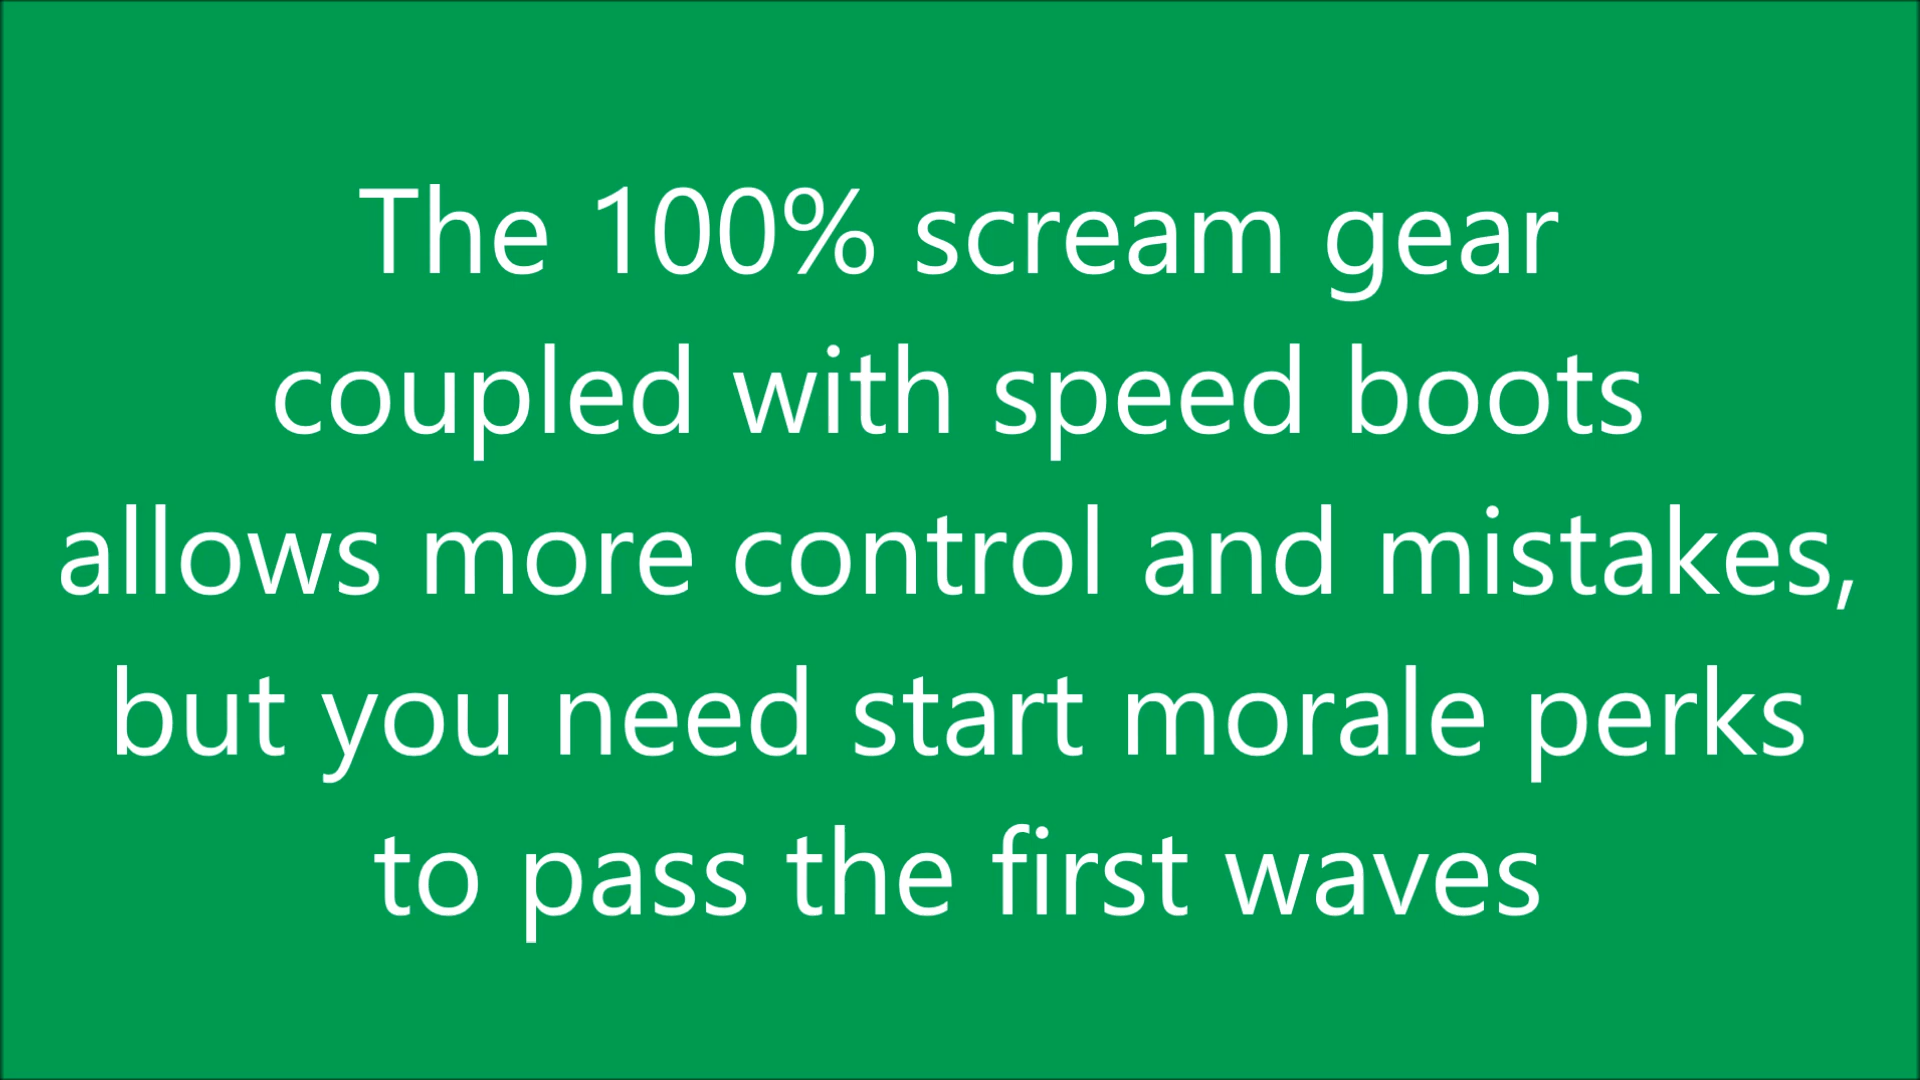 The 100% scream gear
coupled with speed boots
allows more control and mistakes,
but you need start morale perks
to pass the first waves